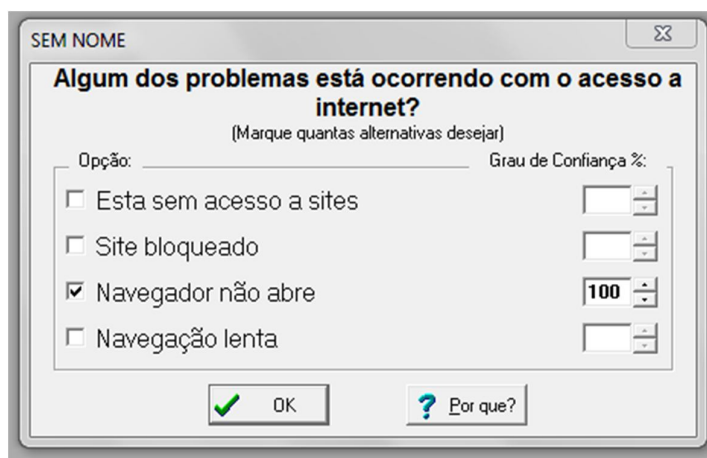 SEM NOME
Algum dos problemas está ocorrendo com o acesso a
internet?
(Marque quantas alternativas desejar)
Opção: Grau de Confiança %:
Esta sem acesso a sites
Site bloqueado
Navegador não abre 100
Navegação lenta
OK Por que?